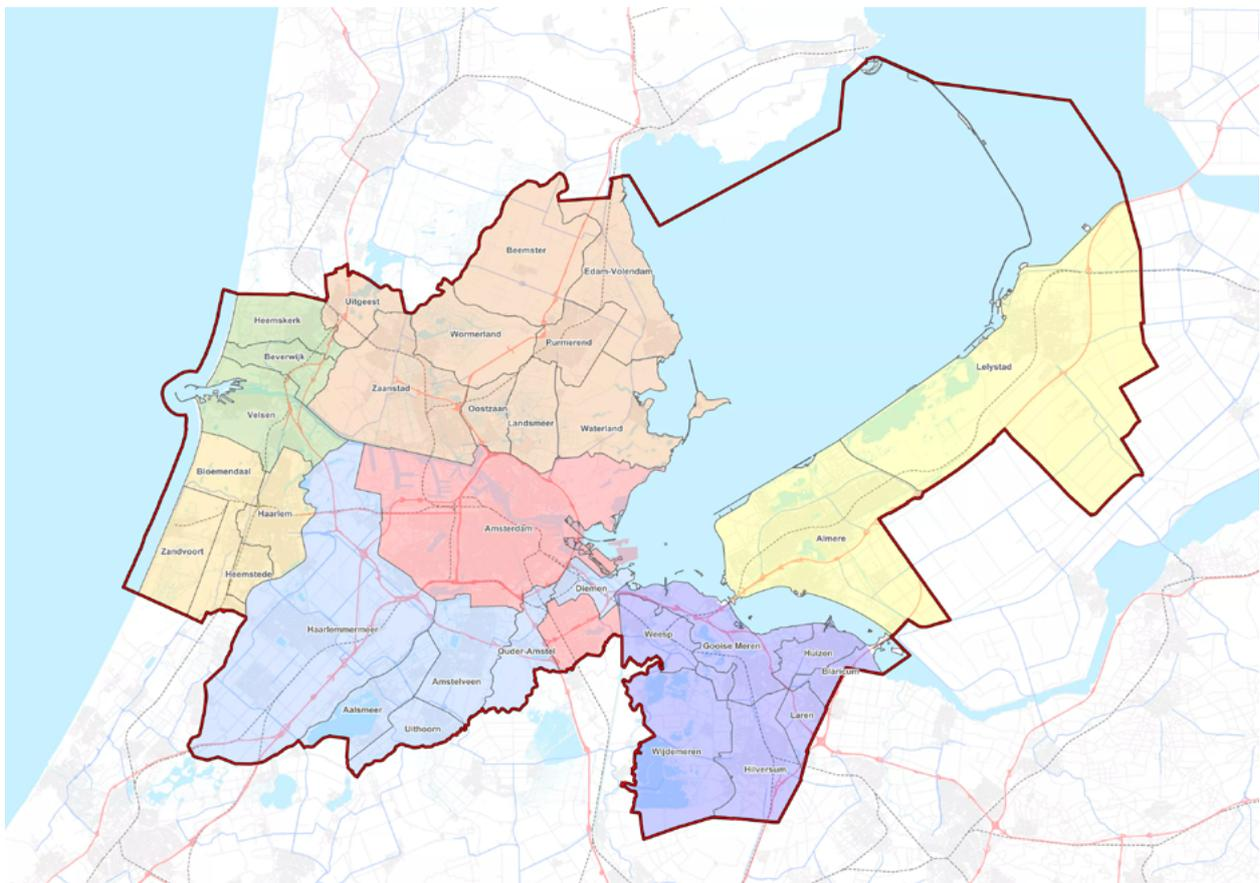 Beemster
Edam-Volendam
Uitgeest
Heemskerk
Wormerland
Purmerend
Beverwijk
Lelystad
Zaanstad
Oostzaan
Velsen
Landsmeer
Waterland
Bloemendaal
Haarlem
Amsterdam
Almere
Zandvoort
Heemstede
Diemen
Haarlemmermeer
Weesp
Gooise Meren
Ouder-Amstel
Huizen
Blaricum
Amstelveen
Aalsmeer
Laren
Uithoorn
Wijdemeren
Hilversum